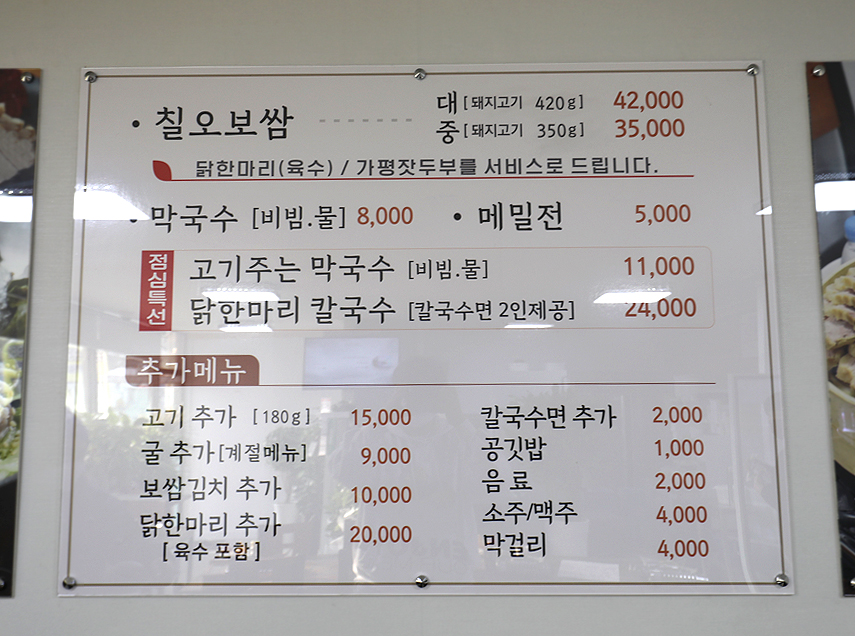 • 칠오보쌈 ------- 대 [돼지고기 420g] 42,000
중 [돼지고기 350g] 35,000
닭한마리(육수) / 가평잣두부를 서비스로 드립니다.
• 막국수 [비빔.물] 8,000 • 메밀전 5,000
점심특선
고기주는 막국수 [비빔.물] 11,000
닭한마리 칼국수 [칼국수면 2인제공] 24,000
추가메뉴
고기 추가 [180g] 15,000
굴 추가 [계절메뉴] 9,000
보쌈김치 추가 10,000
닭한마리 추가 20,000
[육수 포함]
칼국수면 추가 2,000
공깃밥 1,000
음료 2,000
소주/맥주 4,000
막걸리 4,000